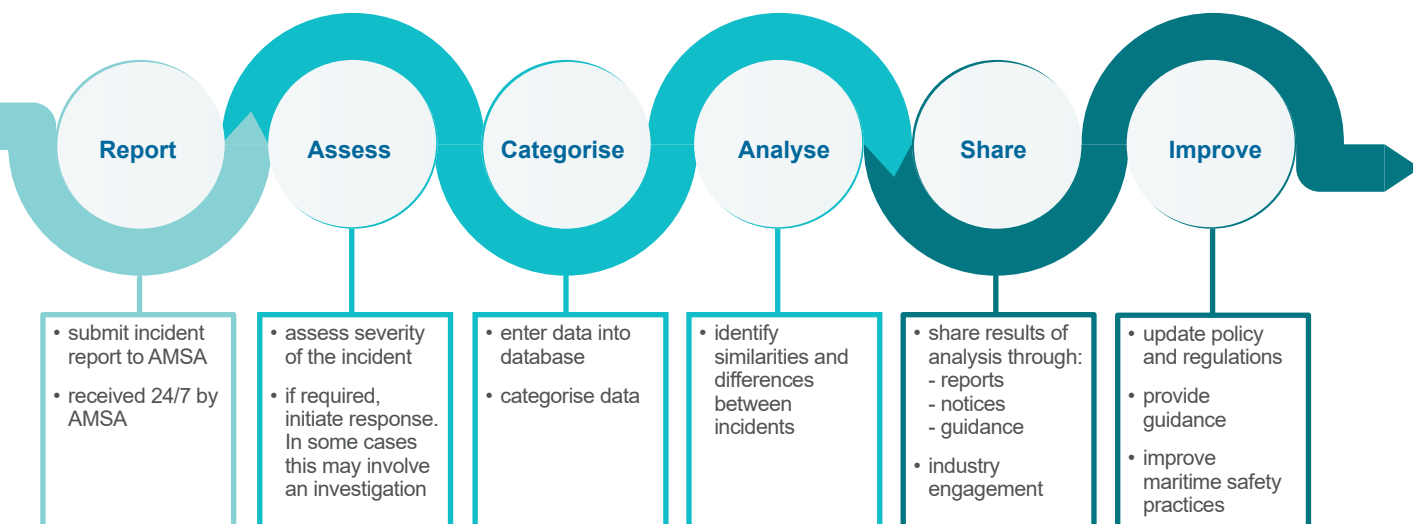 Report
Assess
Categorise
Analyse
Share
Improve
• submit incident
report to AMSA
• received 24/7 by
AMSA
• assess severity
of the incident
• if required,
initiate response.
In some cases
this may involve
an investigation
• enter data into
database
• categorise data
• identify
similarities and
differences
between
incidents
• share results of
analysis through:
- reports
- notices
- guidance
• industry
engagement
• update policy
and regulations
• provide
guidance
• improve
maritime safety
practices